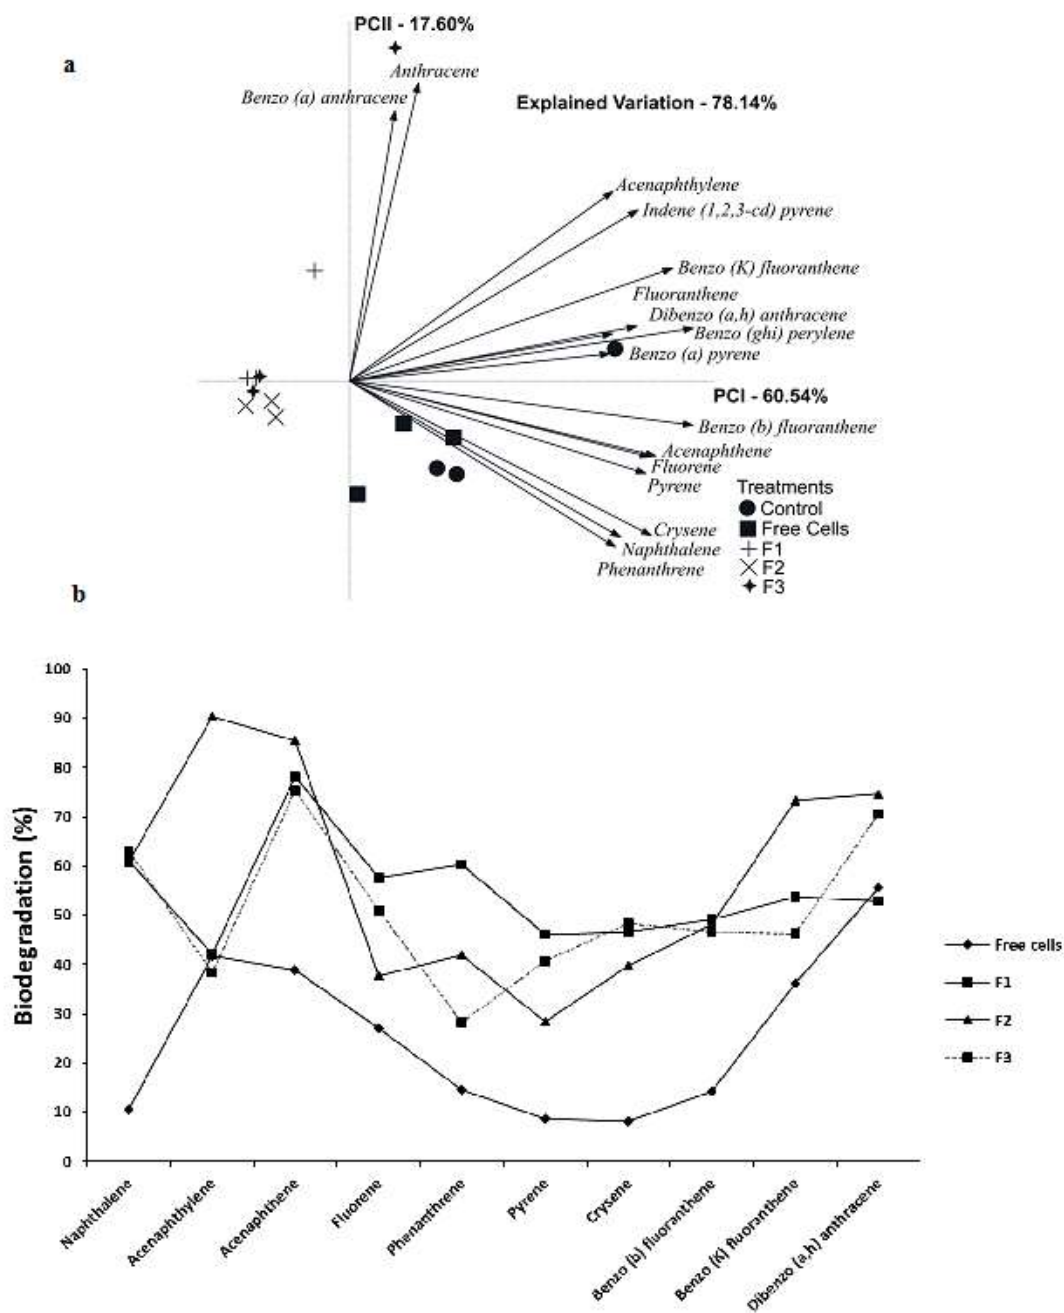 PCII - 17.60%
a
Anthracene
Benzo (a) anthracene
Explained Variation - 78.14%
Acenaphthylene
Indene (1,2,3-cd) pyrene
Benzo (K) fluoranthene
Fluoranthene
Dibenzo (a,h) anthracene
Benzo (ghi) perylene
Benzo (a) pyrene
PCI - 60.54%
Benzo (b) fluoranthene
Acenaphthene
Fluorene
Pyrene
Treatments
Control
Crysene
Free Cells
Naphthalene
F1
Phenanthrene
F2
F3
b
100
90
80
70
60
50
40
30
20
10
0
Biodegradation (%)
Free cells
F1
F2
F3
Naphthalene
Acenaphthylene
Acenaphthene
Fluorene
Phenanthrene
Pyrene
Crysene
Benzo (b) fluoranthene
Benzo (K) fluoranthene
Dibenzo (a,h) anthracene